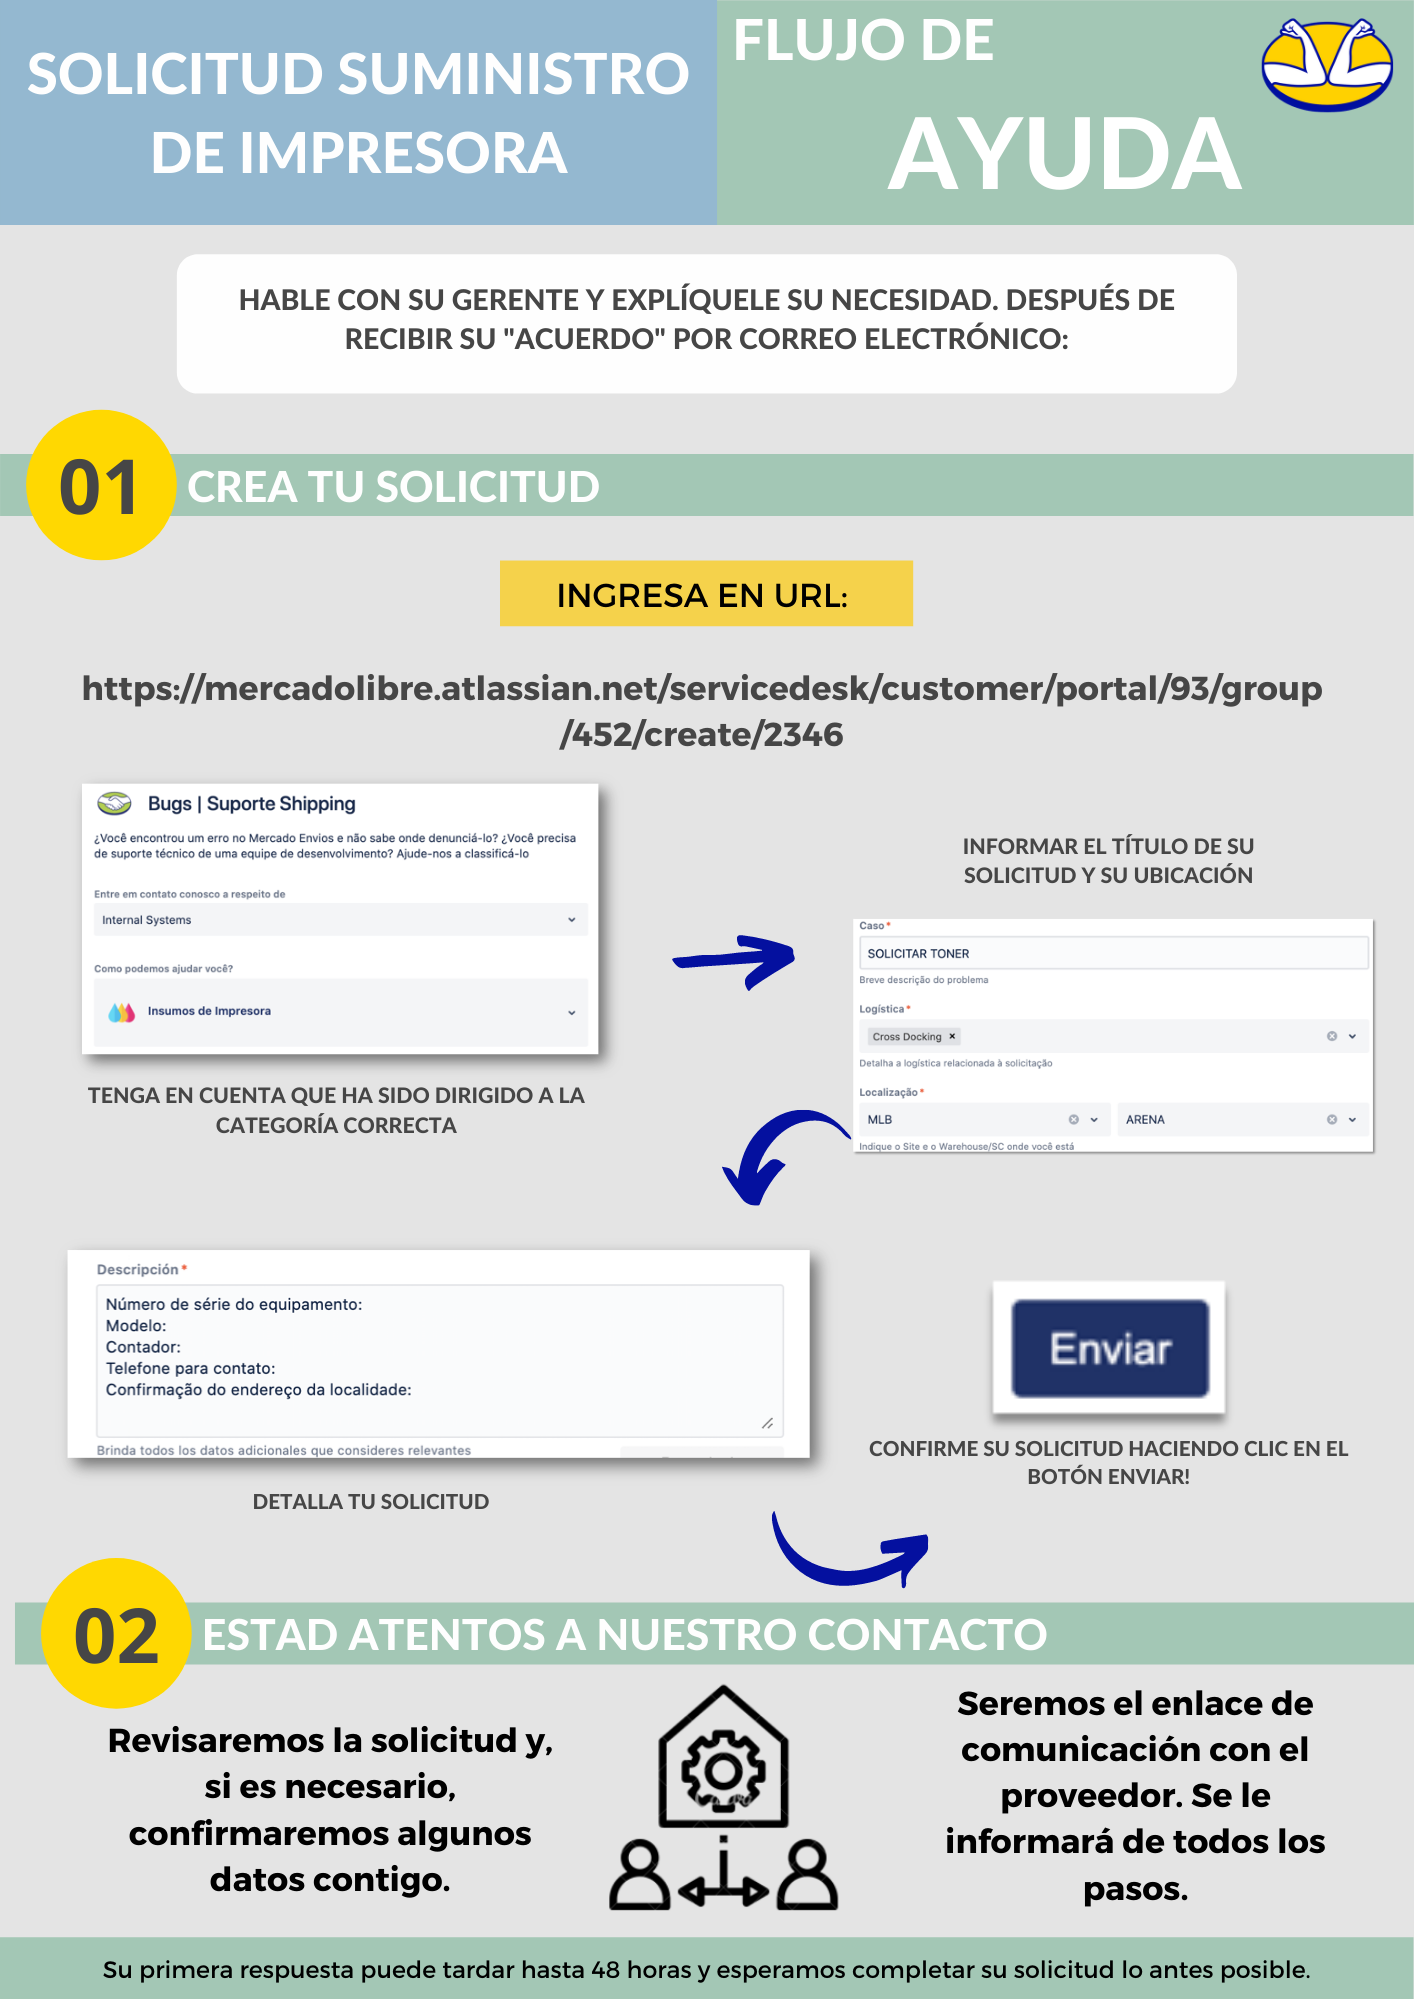 SOLICITUD SUMINISTRO
DE IMPRESORA
FLUJO DE
AYUDA
HABLE CON SU GERENTE Y EXPLÍQUELE SU NECESIDAD. DESPUÉS DE
RECIBIR SU "ACUERDO" POR CORREO ELECTRÓNICO:
01
CREA TU SOLICITUD
INGRESA EN URL:
https://mercadolibre.atlassian.net/servicedesk/customer/portal/93/group
/452/create/2346
Bugs | Suporte Shipping
¿Você encontrou um erro no Mercado Envios e não sabe onde denunciá-lo? ¿Você precisa
de suporte técnico de uma equipe de desenvolvimento? Ajude-nos a classificá-lo
Entre em contato conosco a respeito de
Internal Systems
Como podemos ajudar você?
Insumos de Impresora
TENGA EN CUENTA QUE HA SIDO DIRIGIDO A LA
CATEGORÍA CORRECTA
INFORMAR EL TÍTULO DE SU
SOLICITUD Y SU UBICACIÓN
Caso *
SOLICITAR TONER
Breve descrição do problema
Logística *
Cross Docking ×
Detalha a logística relacionada à solicitação
Localização *
MLB
ARENA
Indique o Site e o Warehouse/SC onde você está
Descripción *
Número de série do equipamento:
Modelo:
Contador:
Telefone para contato:
Confirmação do endereço da localidade:
Brinda todos los datos adicionales que consideres relevantes
DETALLA TU SOLICITUD
Enviar
CONFIRME SU SOLICITUD HACIENDO CLIC EN EL
BOTÓN ENVIAR!
02
ESTAD ATENTOS A NUESTRO CONTACTO
Revisaremos la solicitud y,
si es necesario,
confirmaremos algunos
datos contigo.
Seremos el enlace de
comunicación con el
proveedor. Se le
informará de todos los
pasos.
Su primera respuesta puede tardar hasta 48 horas y esperamos completar su solicitud lo antes posible.